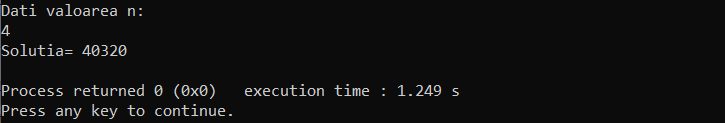 Dati valoarea n:
4
Solutia= 40320
Process returned 0 (0x0)   execution time : 1.249 s
Press any key to continue.